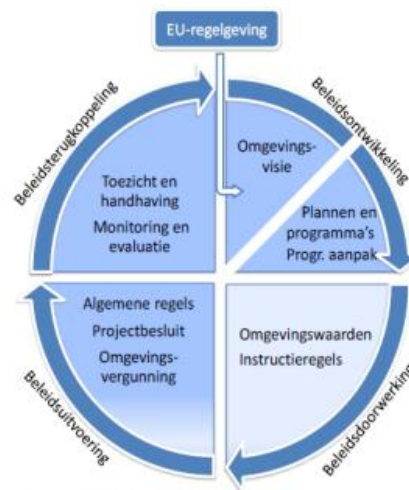 EU-regelgeving
Beleidsontwikkeling
Omgevings-
visie
Plannen en
programma's
Progr. aanpak
Beleidsdoorwerking
Omgevingswaarden
Instructieregels
Beleidsuitvoering
Algemene regels
Projectbesluit
Omgevings-
vergunning
Beleidsterugkoppeling
Toezicht en
handhaving
Monitoring en
evaluatie